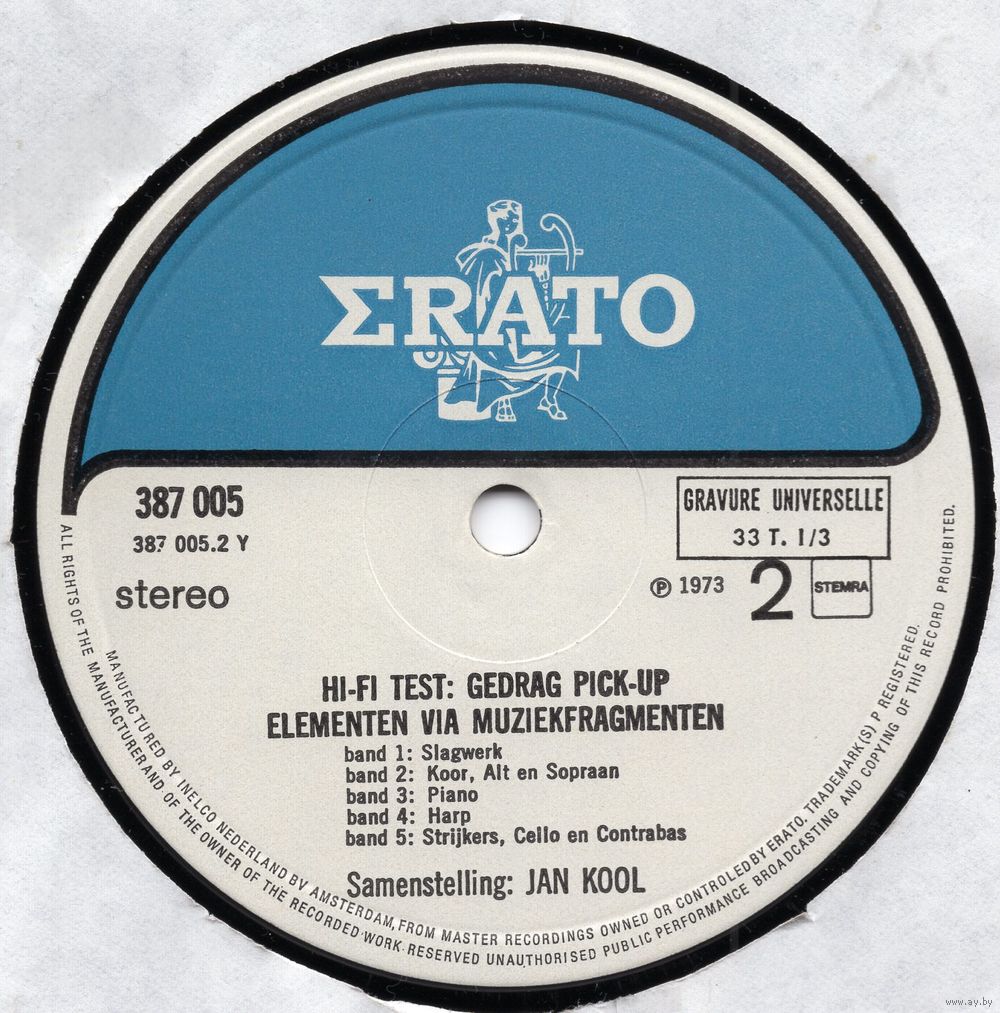 ΣRATO
387 005
387 005.2 Y
stereo
GRAVURE UNIVERSELLE
33 T. 1/3
℗ 1973
2
STEMRA
HI-FI TEST: GEDRAG PICK-UP
ELEMENTEN VIA MUZIEKFRAGMENTEN
band 1: Slagwerk
band 2: Koor, Alt en Sopraan
band 3: Piano
band 4: Harp
band 5: Strijkers, Cello en Contrabas
Samenstelling: JAN KOOL
MANUFACTURED BY INELCO NEDERLAND BV AMSTERDAM, FROM MASTER RECORDINGS OWNED OR CONTROLED BY ERATO. TRADEMARK(S) P REGISTERED.
ALL RIGHTS OF THE MANUFACTURER AND OF THE OWNER OF THE RECORDED WORK RESERVED UNAUTHORISED PUBLIC PERFORMANCE BROADCASTING AND COPYING OF THIS RECORD PROHIBITED.
www.ay.by